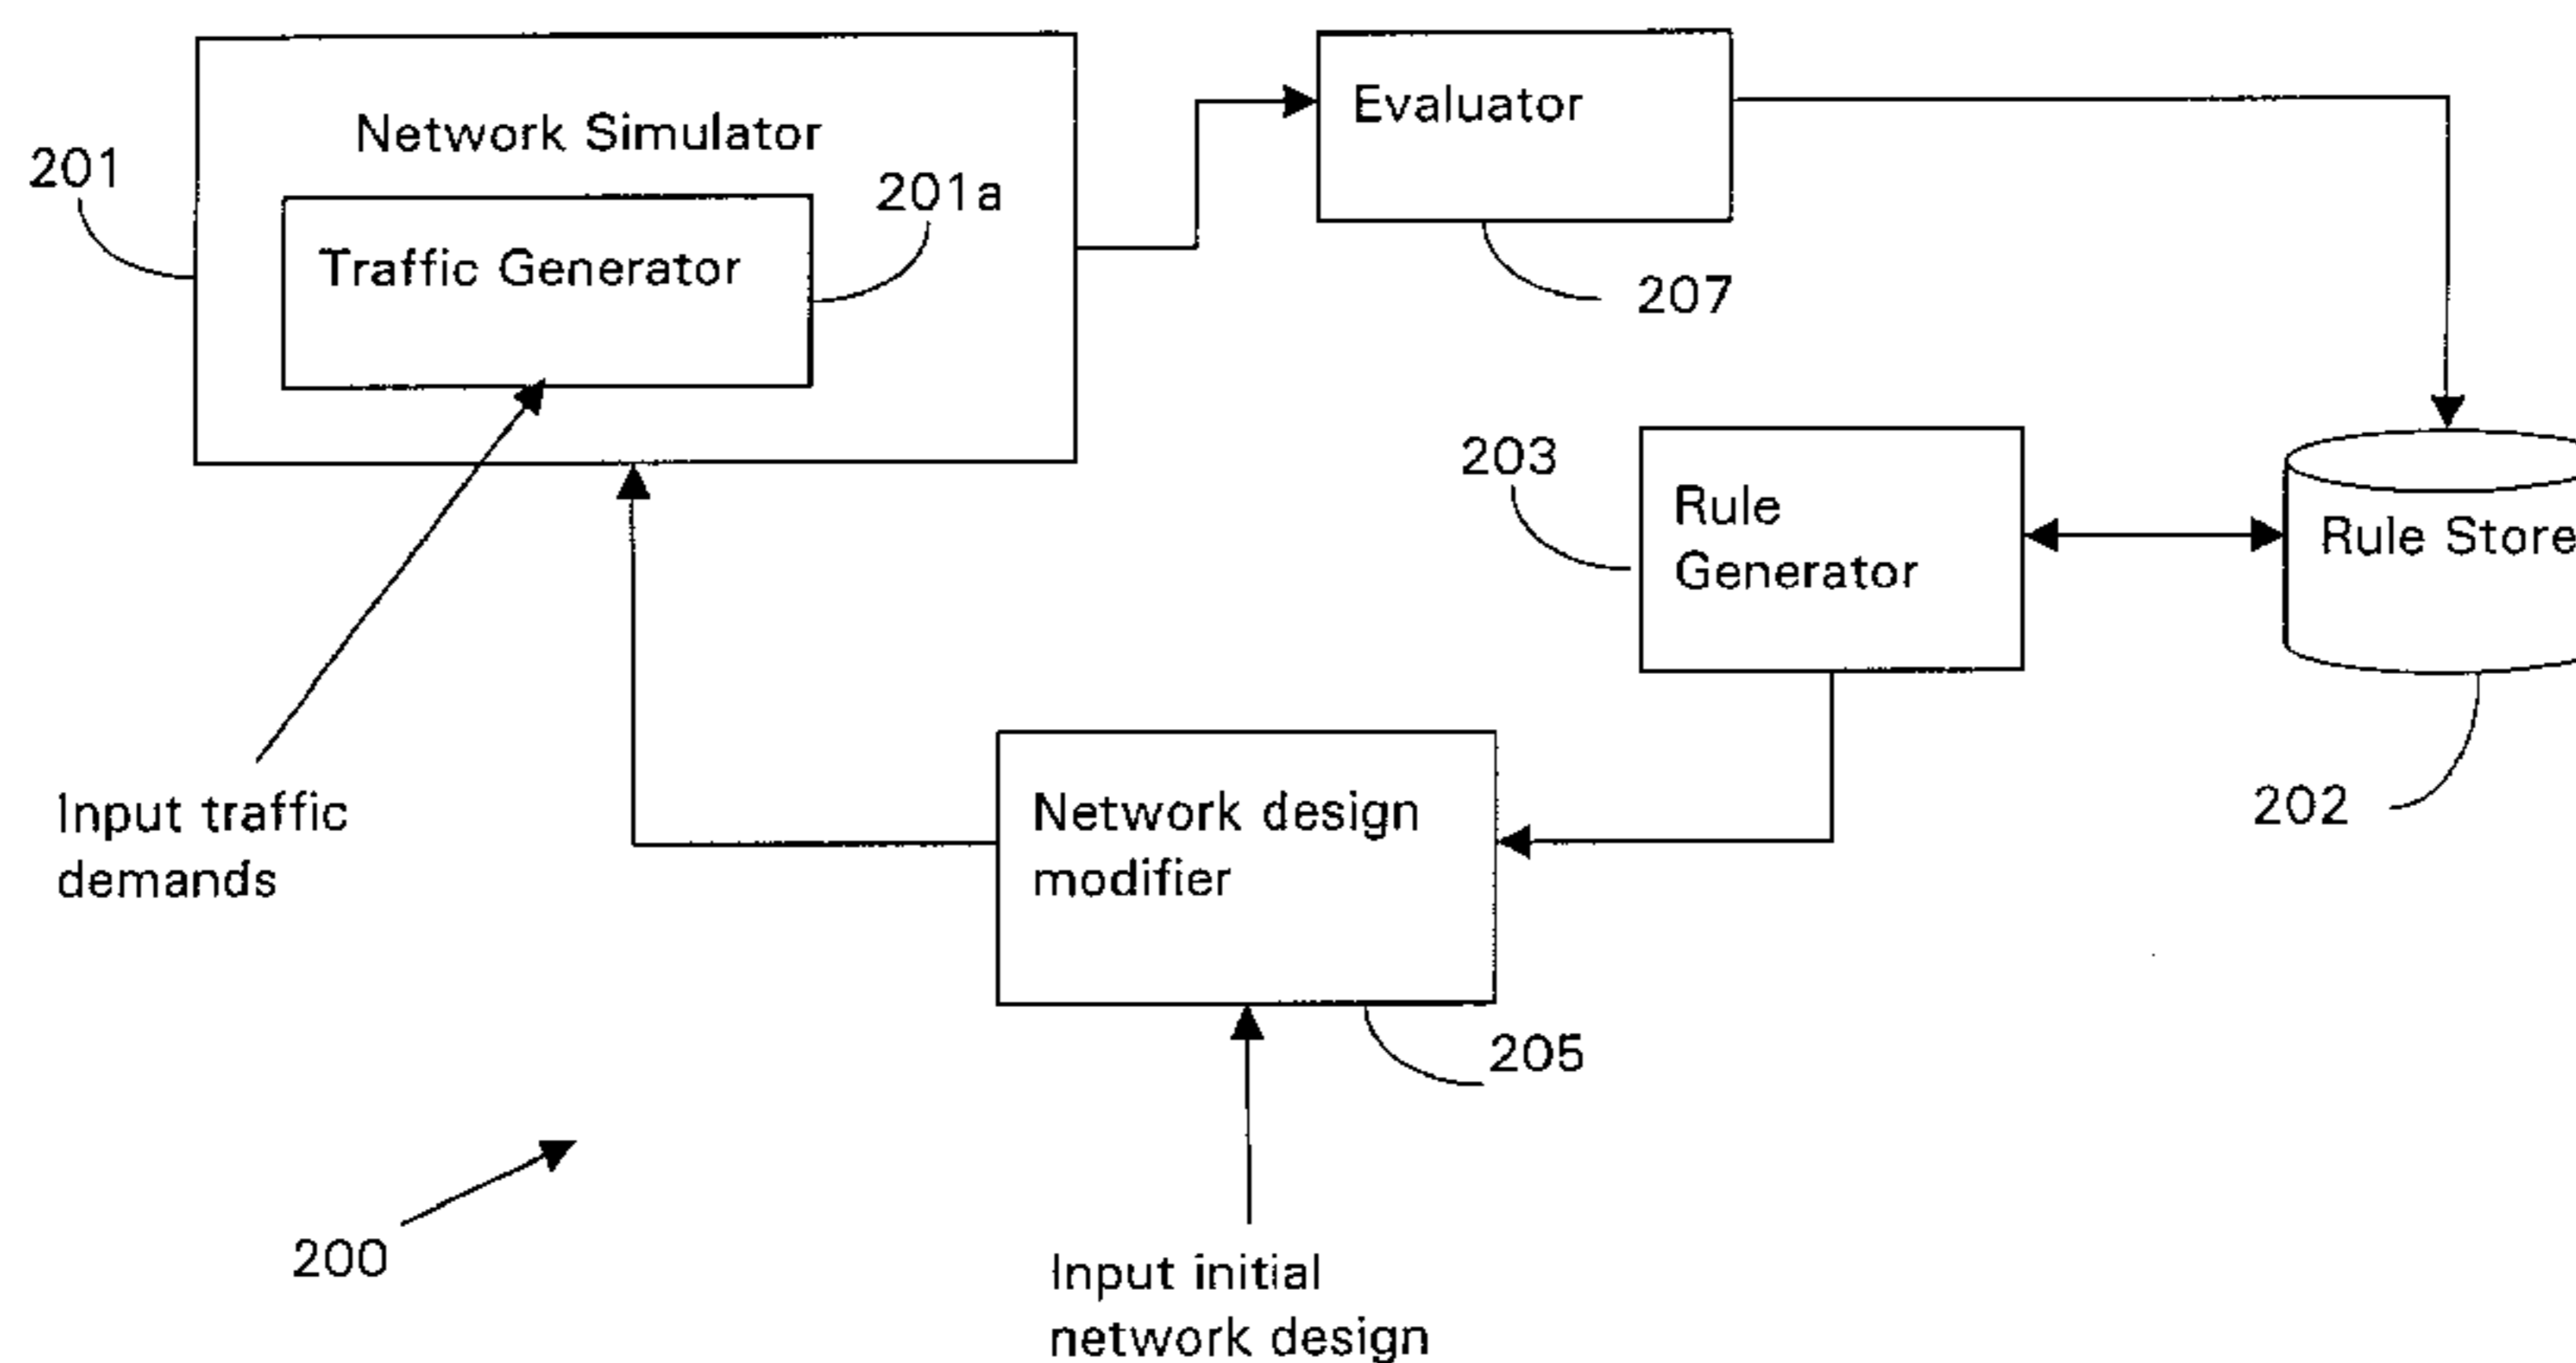 Network Simulator
Evaluator
201
201a
Traffic Generator
207
203
Rule
Generator
Rule Store
Input traffic
demands
Network design
modifier
202
205
200
Input initial
network design